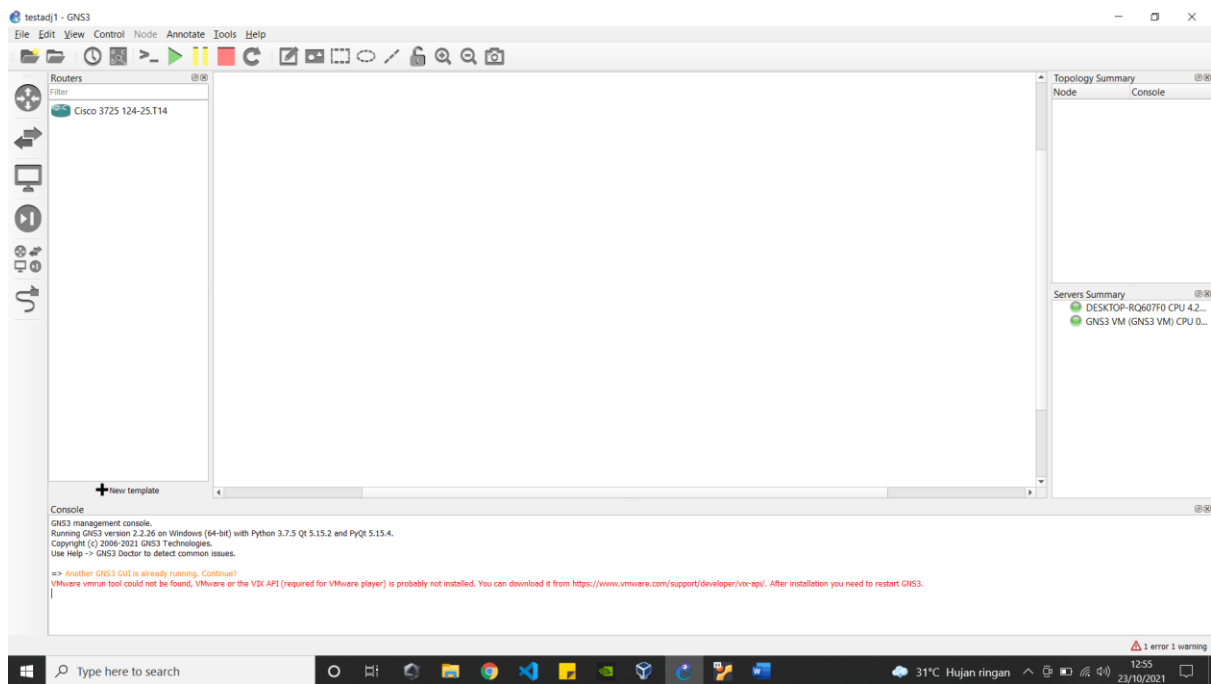 testadj1 - GNS3
File Edit View Control Node Annotate Tools Help
Routers
Filter
Cisco 3725 124-25.T14
New template
Topology Summary
Node Console
Servers Summary
DESKTOP-RQ607F0 CPU 4.2...
GNS3 VM (GNS3 VM) CPU 0...
Console
GNS3 management console.
Running GNS3 version 2.2.26 on Windows (64-bit) with Python 3.7.5 Qt 5.15.2 and PyQt 5.15.4.
Copyright (c) 2006-2021 GNS3 Technologies.
Use Help -> GNS3 Doctor to detect common issues.
=> Another GNS3 GUI is already running. Continue?
VMware vmrun tool could not be found, VMware or the VIX API (required for VMware player) is probably not installed. You can download it from https://www.vmware.com/support/developer/vix-api/. After installation you need to restart GNS3.
1 error 1 warning
Type here to search
31°C Hujan ringan
12:55
23/10/2021